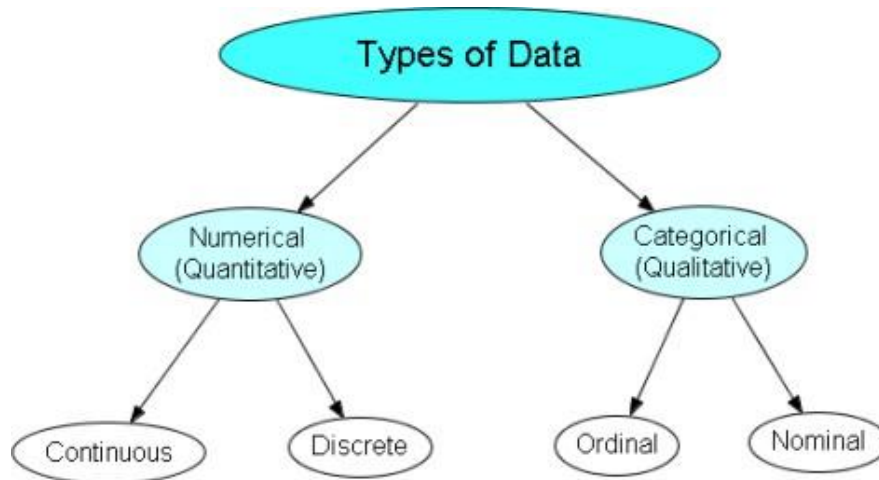 Types of Data
Numerical
(Quantitative)
Categorical
(Qualitative)
Continuous
Discrete
Ordinal
Nominal